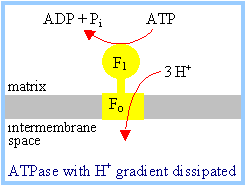 ADP + Pi ATP
F1
3 H+
matrix
Fo
intermembrane
space
ATPase with H+ gradient dissipated